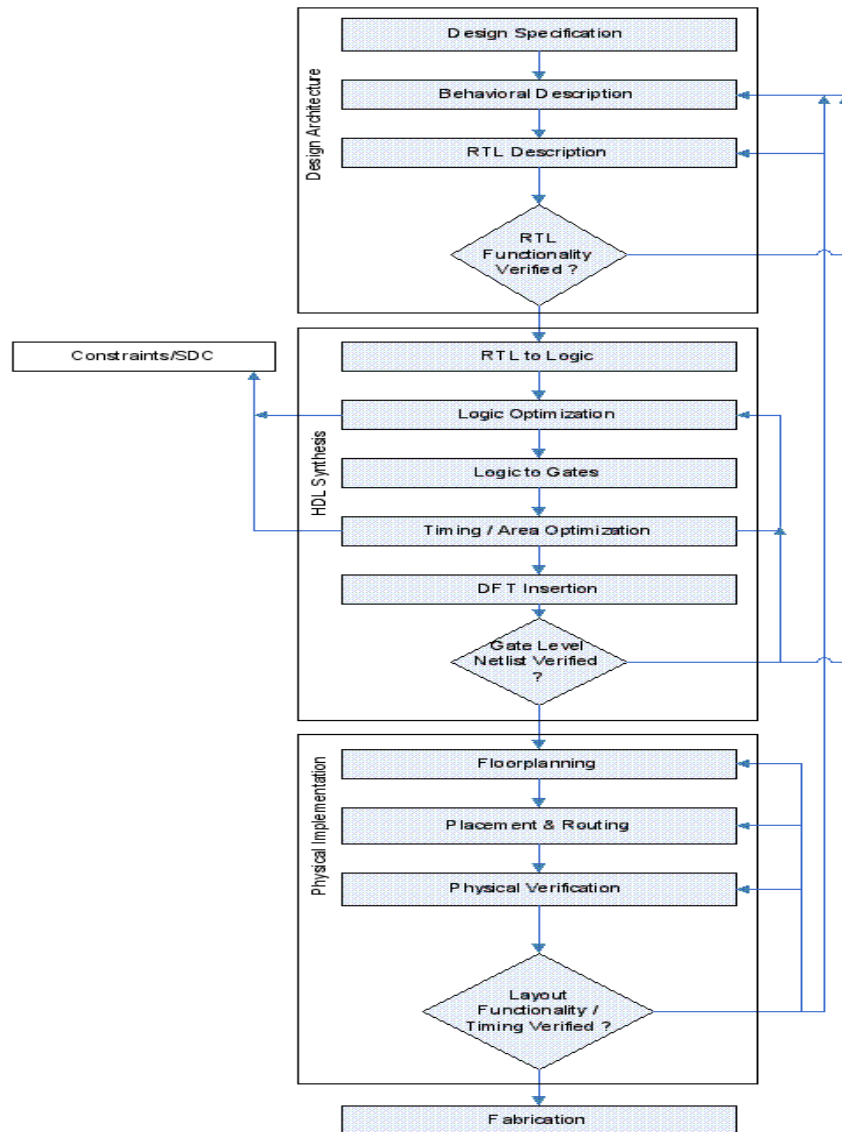 Design Specification
Behavioral Description
RTL Description
Design Architecture
RTL
Functionality
Verified ?
Constraints/SDC
RTL to Logic
Logic Optimization
Logic to Gates
HDL Synthesis
Timing / Area Optimization
DFT Insertion
Gate Level
Netlist Verified
?
Floorplanning
Placement & Routing
Physical Implementation
Physical Verification
Layout
Functionality /
Timing Verified ?
Fabrication